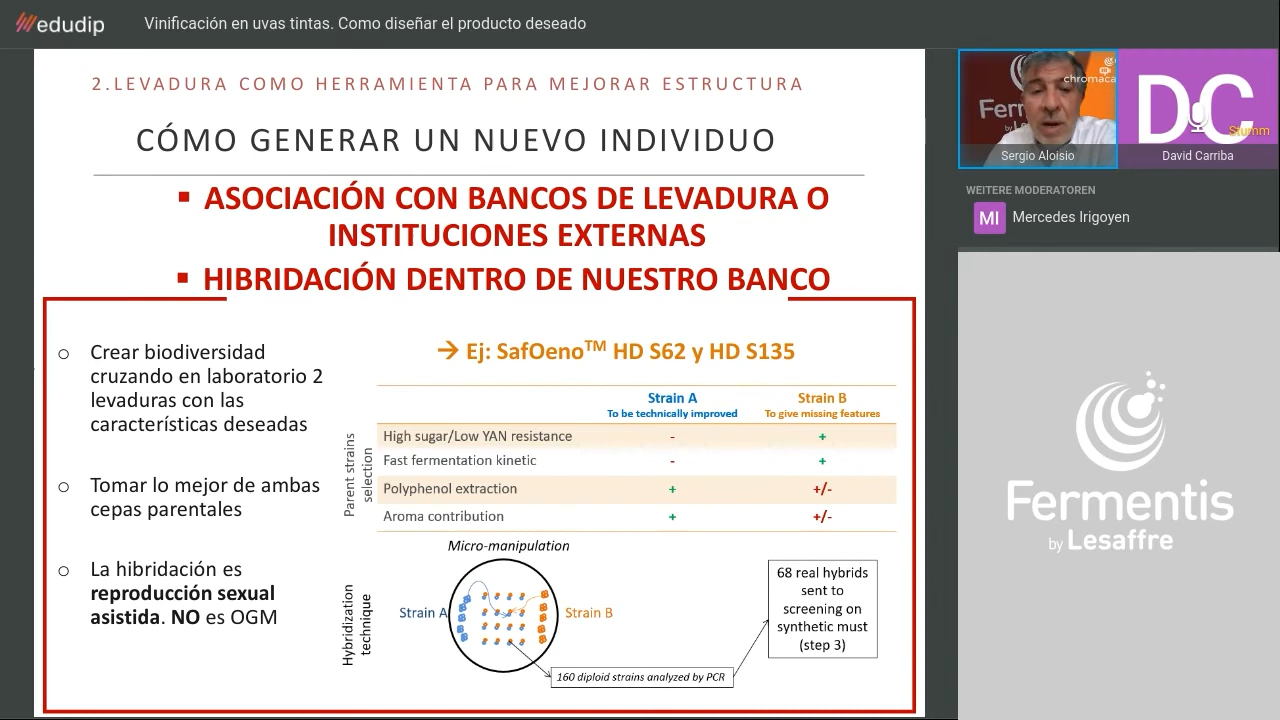 edudip
Vinificación en uvas tintas. Como diseñar el producto deseado
2.LEVADURA COMO HERRAMIENTA PARA MEJORAR ESTRUCTURA
CÓMO GENERAR UN NUEVO INDIVIDUO
▪ ASOCIACIÓN CON BANCOS DE LEVADURA O
INSTITUCIONES EXTERNAS
▪ HIBRIDACIÓN DENTRO DE NUESTRO BANCO
o Crear biodiversidad
cruzando en laboratorio 2
levaduras con las
características deseadas
o Tomar lo mejor de ambas
cepas parentales
o La hibridación es
reproducción sexual
asistida. NO es OGM
→ Ej: SafOeno™ HD S62 y HD S135
Strain A Strain B
To be technically improved To give missing features
Parent strains
selection
High sugar/Low YAN resistance - +
Fast fermentation kinetic - +
Polyphenol extraction + +/-
Aroma contribution + +/-
Micro-manipulation
Hybridization
technique
Strain A
Strain B
160 diploid strains analyzed by PCR
68 real hybrids
sent to
screening on
synthetic must
(step 3)
chromaca
Sergio Aloisio
DC
Stumm
David Carriba
WEITERE MODERATOREN
MI Mercedes Irigoyen
Fermentis
by Lesaffre